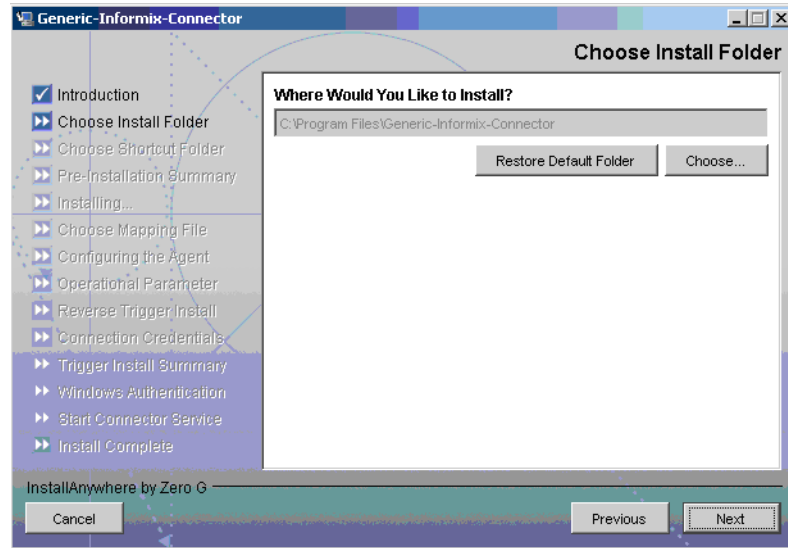 Generic-Informix-Connector
Choose Install Folder
Introduction
Choose Install Folder
Choose Shortcut Folder
Pre-Installation Summary
Installing...
Choose Mapping File
Configuring the Agent
Operational Parameter
Reverse Trigger Install
Connection Credentials
Trigger Install Summary
Windows Authentication
Start Connector Service
Install Complete
Where Would You Like to Install?
C:\Program Files\Generic-Informix-Connector
Restore Default Folder
Choose...
InstallAnywhere by Zero G
Cancel
Previous
Next